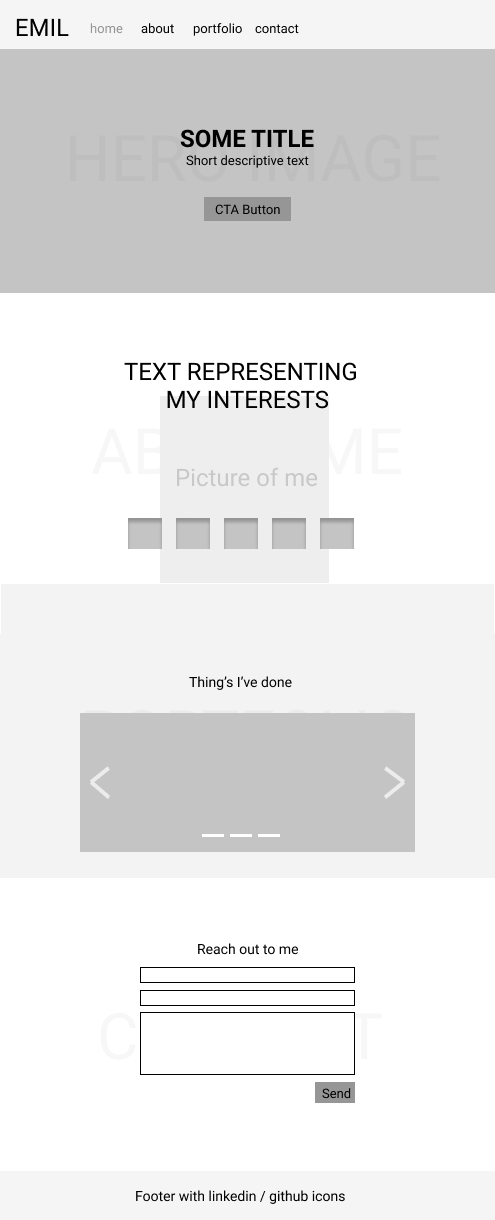 EMIL home about portfolio contact
HERO IMAGE
SOME TITLE
Short descriptive text
CTA Button
TEXT REPRESENTING
MY INTERESTS
ABOUT ME
Picture of me
Thing's I've done
PORTFOLIO
Reach out to me
Send
Footer with linkedin / github icons